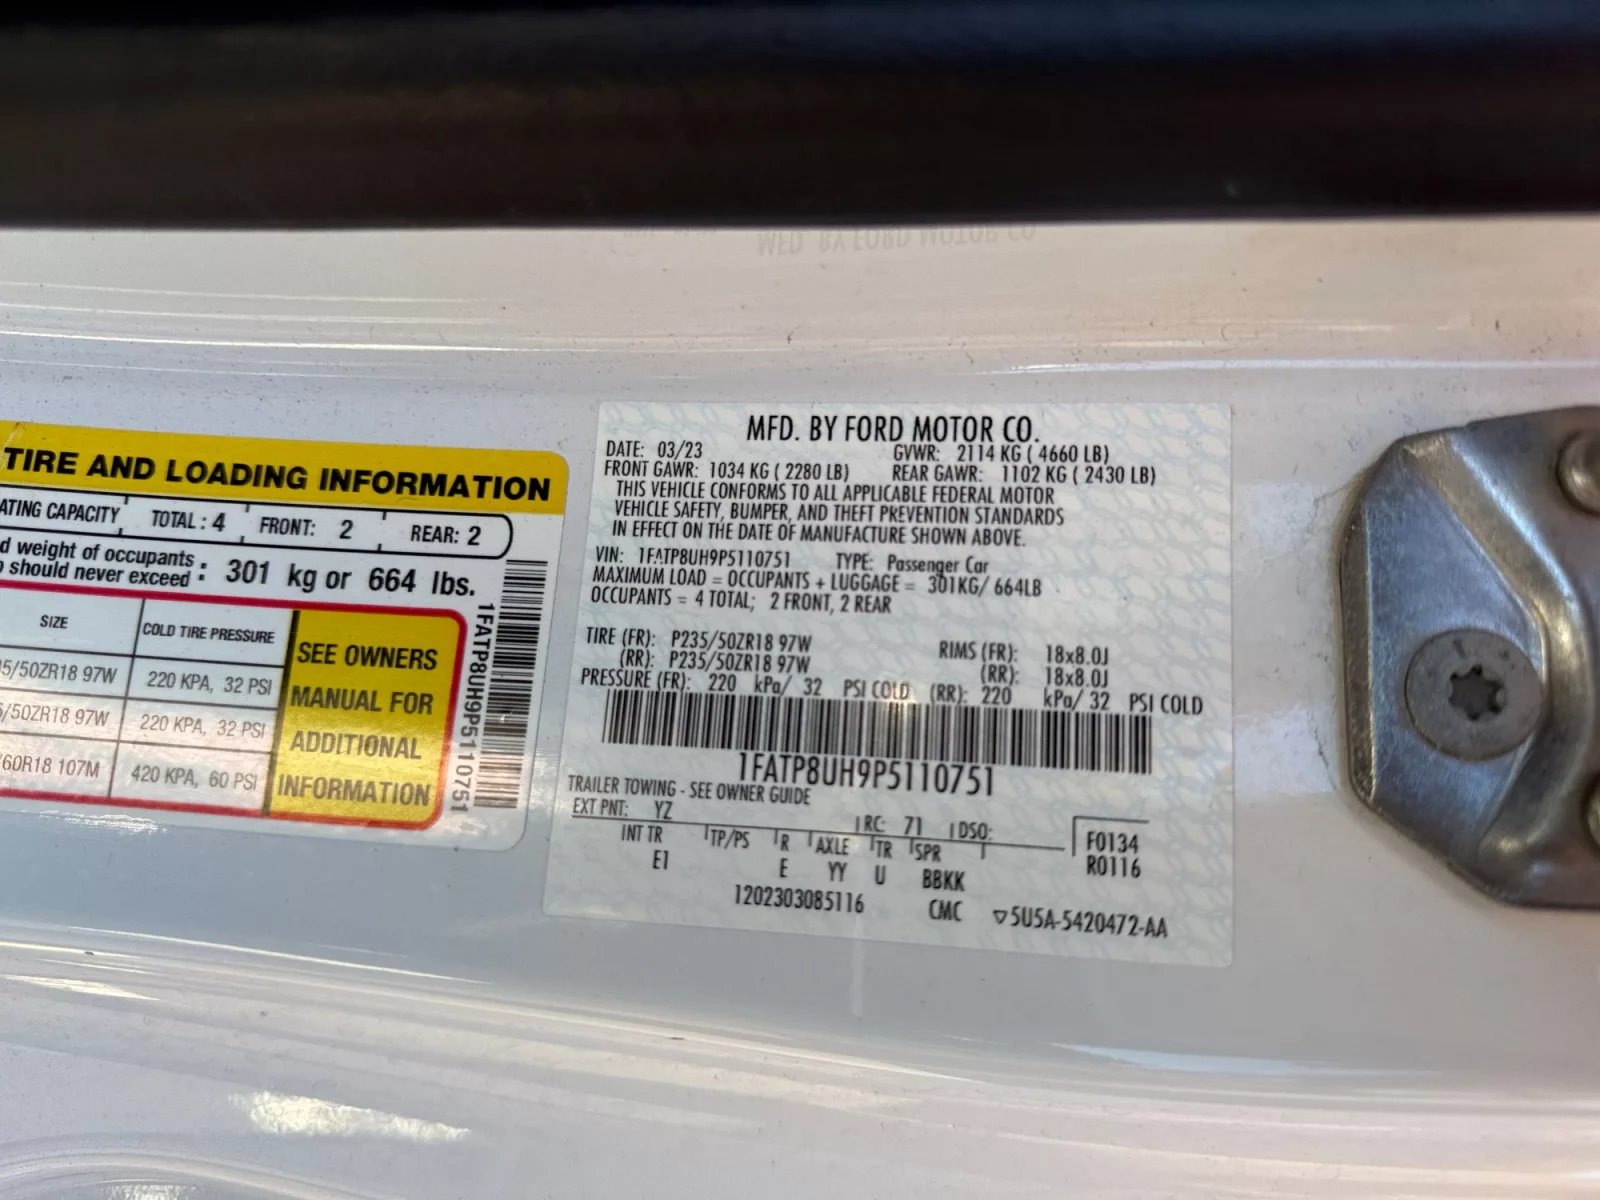 TIRE AND LOADING INFORMATION
ATING CAPACITY TOTAL : 4 FRONT: 2 REAR: 2
d weight of occupants
should never exceed : 301 kg or 664 lbs.
SIZE COLD TIRE PRESSURE
5/50ZR18 97W 220 KPA, 32 PSI
/50ZR18 97W 220 KPA, 32 PSI
60R18 107M 420 KPA, 60 PSI
SEE OWNERS
MANUAL FOR
ADDITIONAL
INFORMATION
1FATP8UH9P5110751 4
MFD. BY FORD MOTOR CO.
DATE: 03/23 GVWR: 2114 KG ( 4660 LB)
FRONT GAWR: 1034 KG ( 2280 LB) REAR GAWR: 1102 KG ( 2430 LB)
THIS VEHICLE CONFORMS TO ALL APPLICABLE FEDERAL MOTOR
VEHICLE SAFETY, BUMPER, AND THEFT PREVENTION STANDARDS
IN EFFECT ON THE DATE OF MANUFACTURE SHOWN ABOVE.
VIN: 1FATP8UH9P5110751 TYPE: Passenger Car
MAXIMUM LOAD = OCCUPANTS + LUGGAGE = 301KG/ 664LB
OCCUPANTS = 4 TOTAL; 2 FRONT, 2 REAR
TIRE (FR): P235/50ZR18 97W RIMS (FR): 18x8.0J
(RR): P235/50ZR18 97W (RR): 18x8.0J
PRESSURE (FR): 220 kPa/ 32 PSI COLD (RR): 220 kPa/ 32 PSI COLD
1FATP8UH9P5110751
TRAILER TOWING - SEE OWNER GUIDE
EXT PNT: YZ RC: 71 DSO: F0134
INT TR TP/PS R AXLE TR SPR R0116
E1 E YY U BBKK
1202303085116 CMC ▽5U5A-5420472-AA